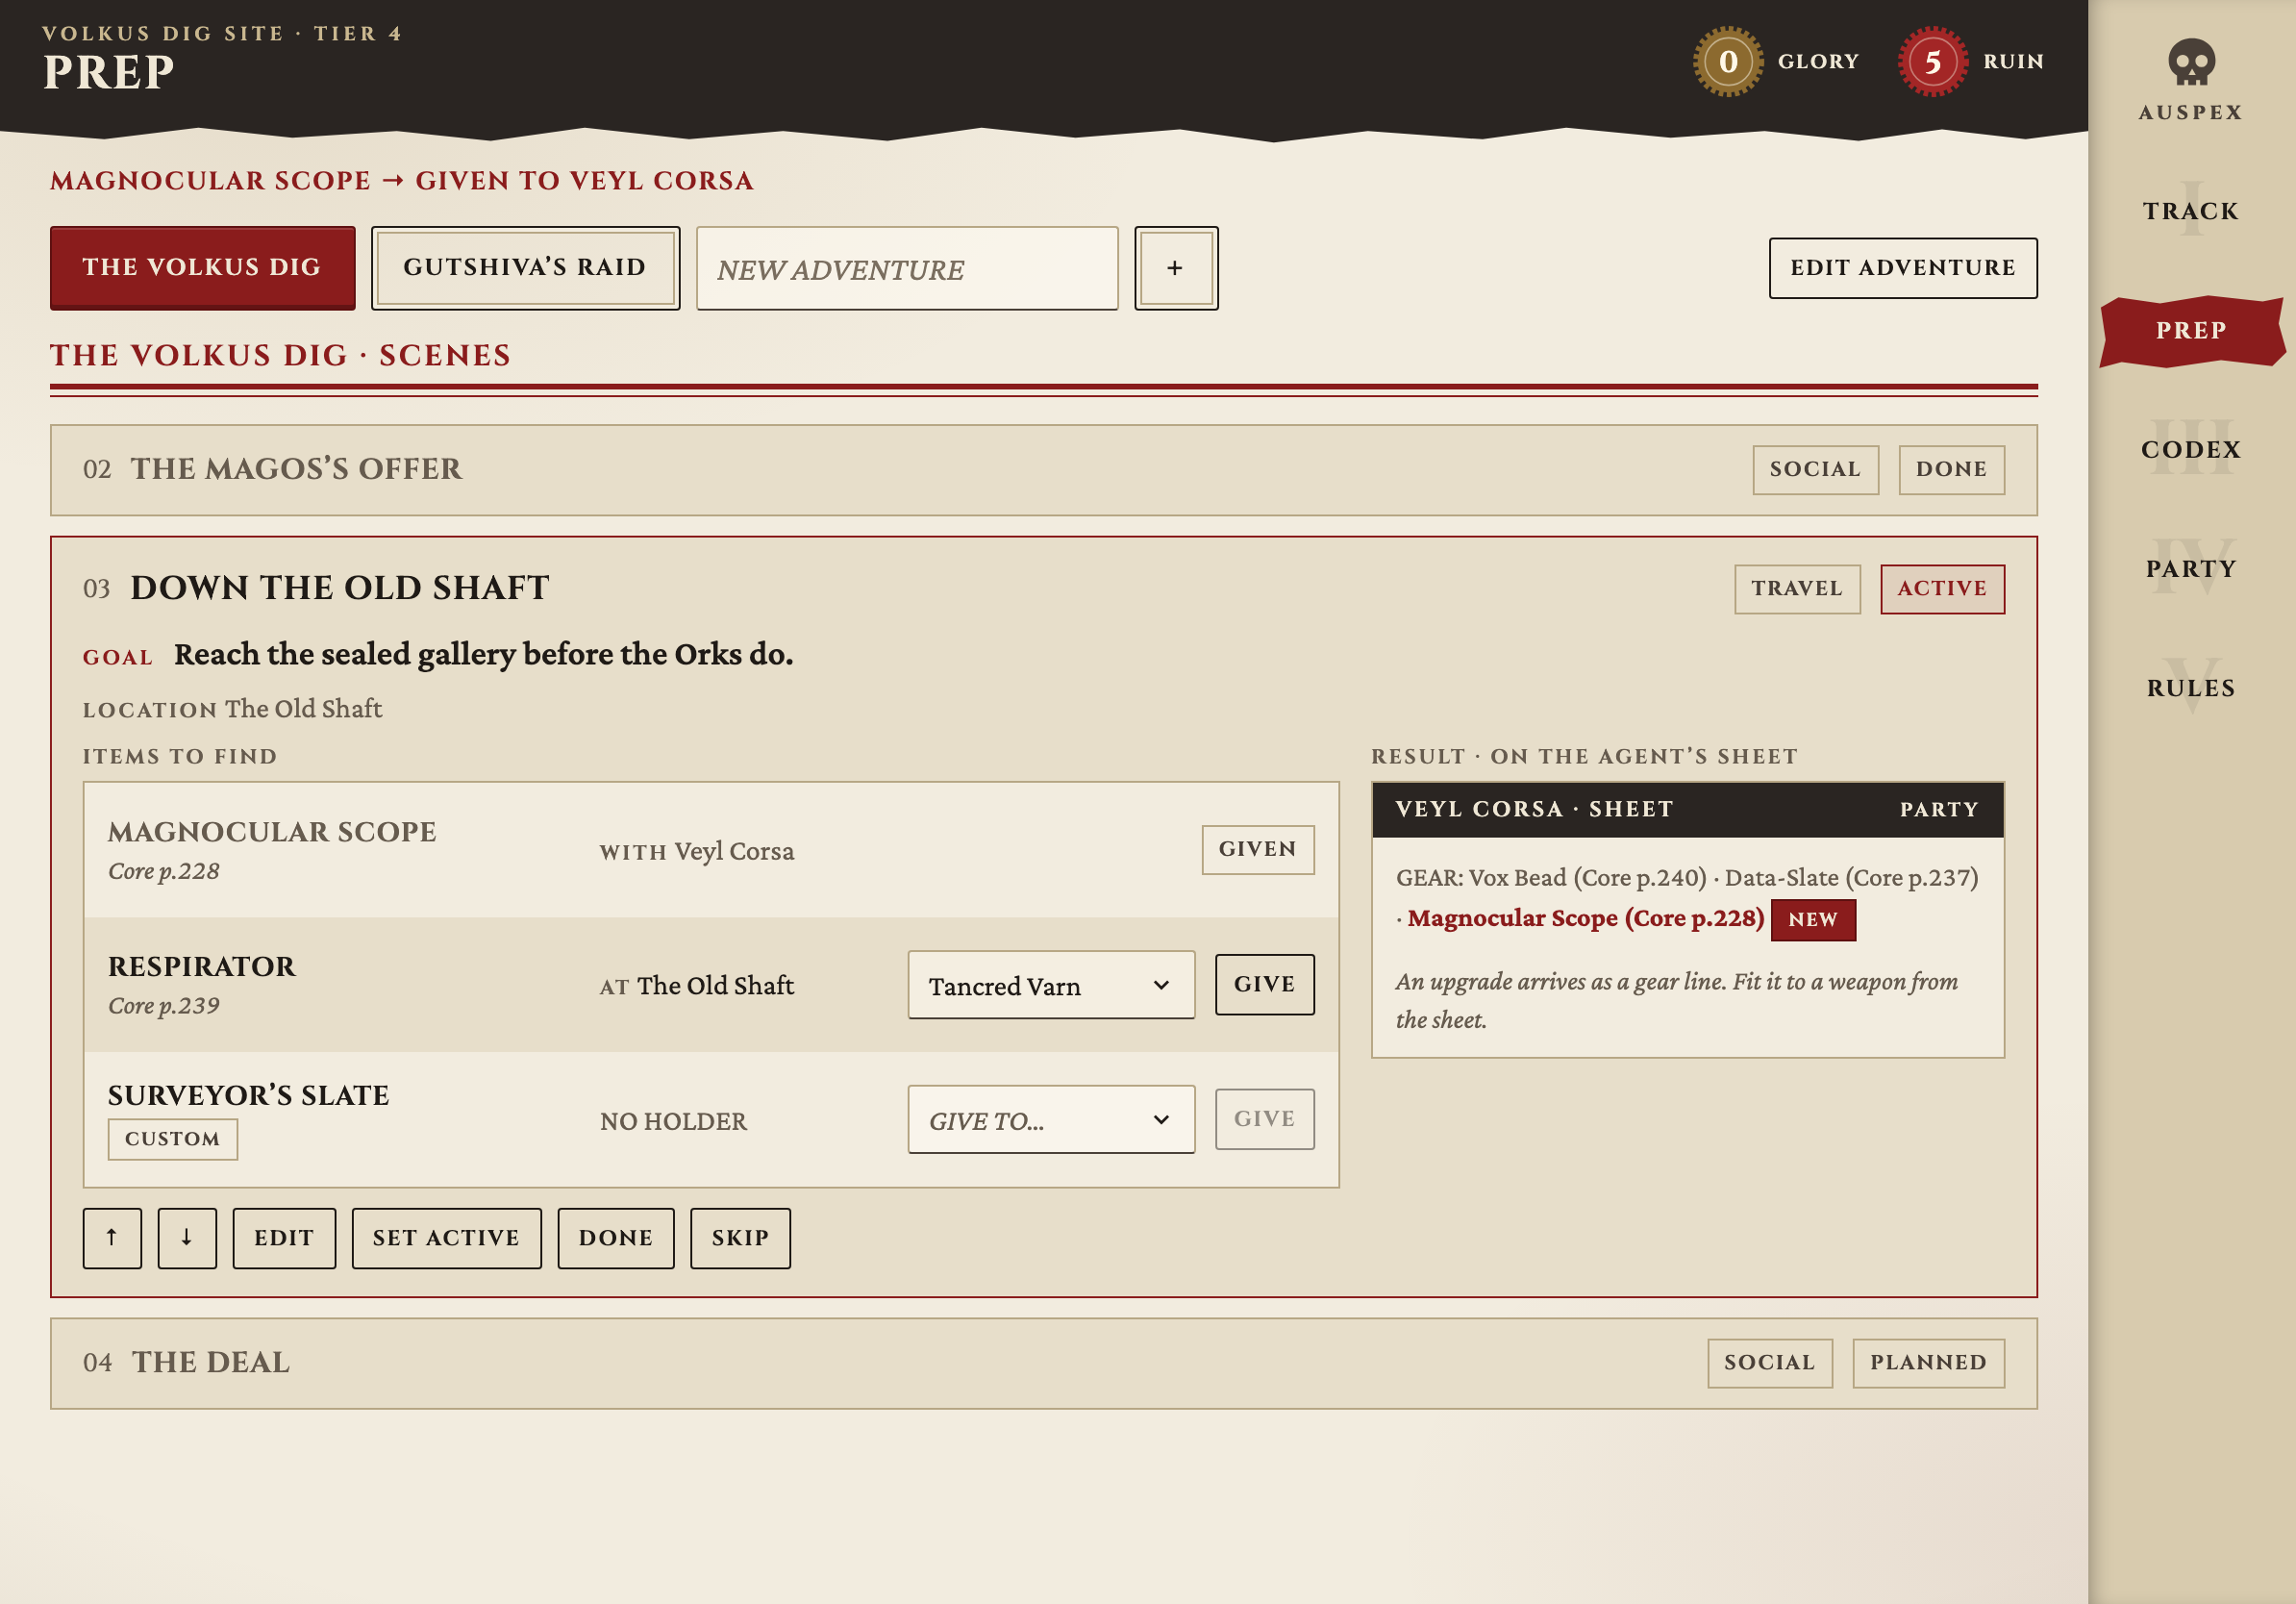 VOLKUS DIG SITE · TIER 4
PREP
0 GLORY
5 RUIN
MAGNOCULAR SCOPE → GIVEN TO VEYL CORSA
THE VOLKUS DIG
GUTSHIVA’S RAID
NEW ADVENTURE
+
EDIT ADVENTURE
THE VOLKUS DIG · SCENES
02 THE MAGOS’S OFFER
SOCIAL
DONE
03 DOWN THE OLD SHAFT
TRAVEL
ACTIVE
GOAL Reach the sealed gallery before the Orks do.
LOCATION The Old Shaft
ITEMS TO FIND
MAGNOCULAR SCOPE
Core p.228
WITH Veyl Corsa
GIVEN
RESPIRATOR
Core p.239
AT The Old Shaft
Tancred Varn
GIVE
SURVEYOR’S SLATE
CUSTOM
NO HOLDER
GIVE TO...
GIVE
RESULT · ON THE AGENT’S SHEET
VEYL CORSA · SHEET
PARTY
GEAR: Vox Bead (Core p.240) · Data-Slate (Core p.237)
· Magnocular Scope (Core p.228) NEW
An upgrade arrives as a gear line. Fit it to a weapon from
the sheet.
↑
↓
EDIT
SET ACTIVE
DONE
SKIP
04 THE DEAL
SOCIAL
PLANNED
AUSPEX
I
TRACK
PREP
III
CODEX
IV
PARTY
V
RULES